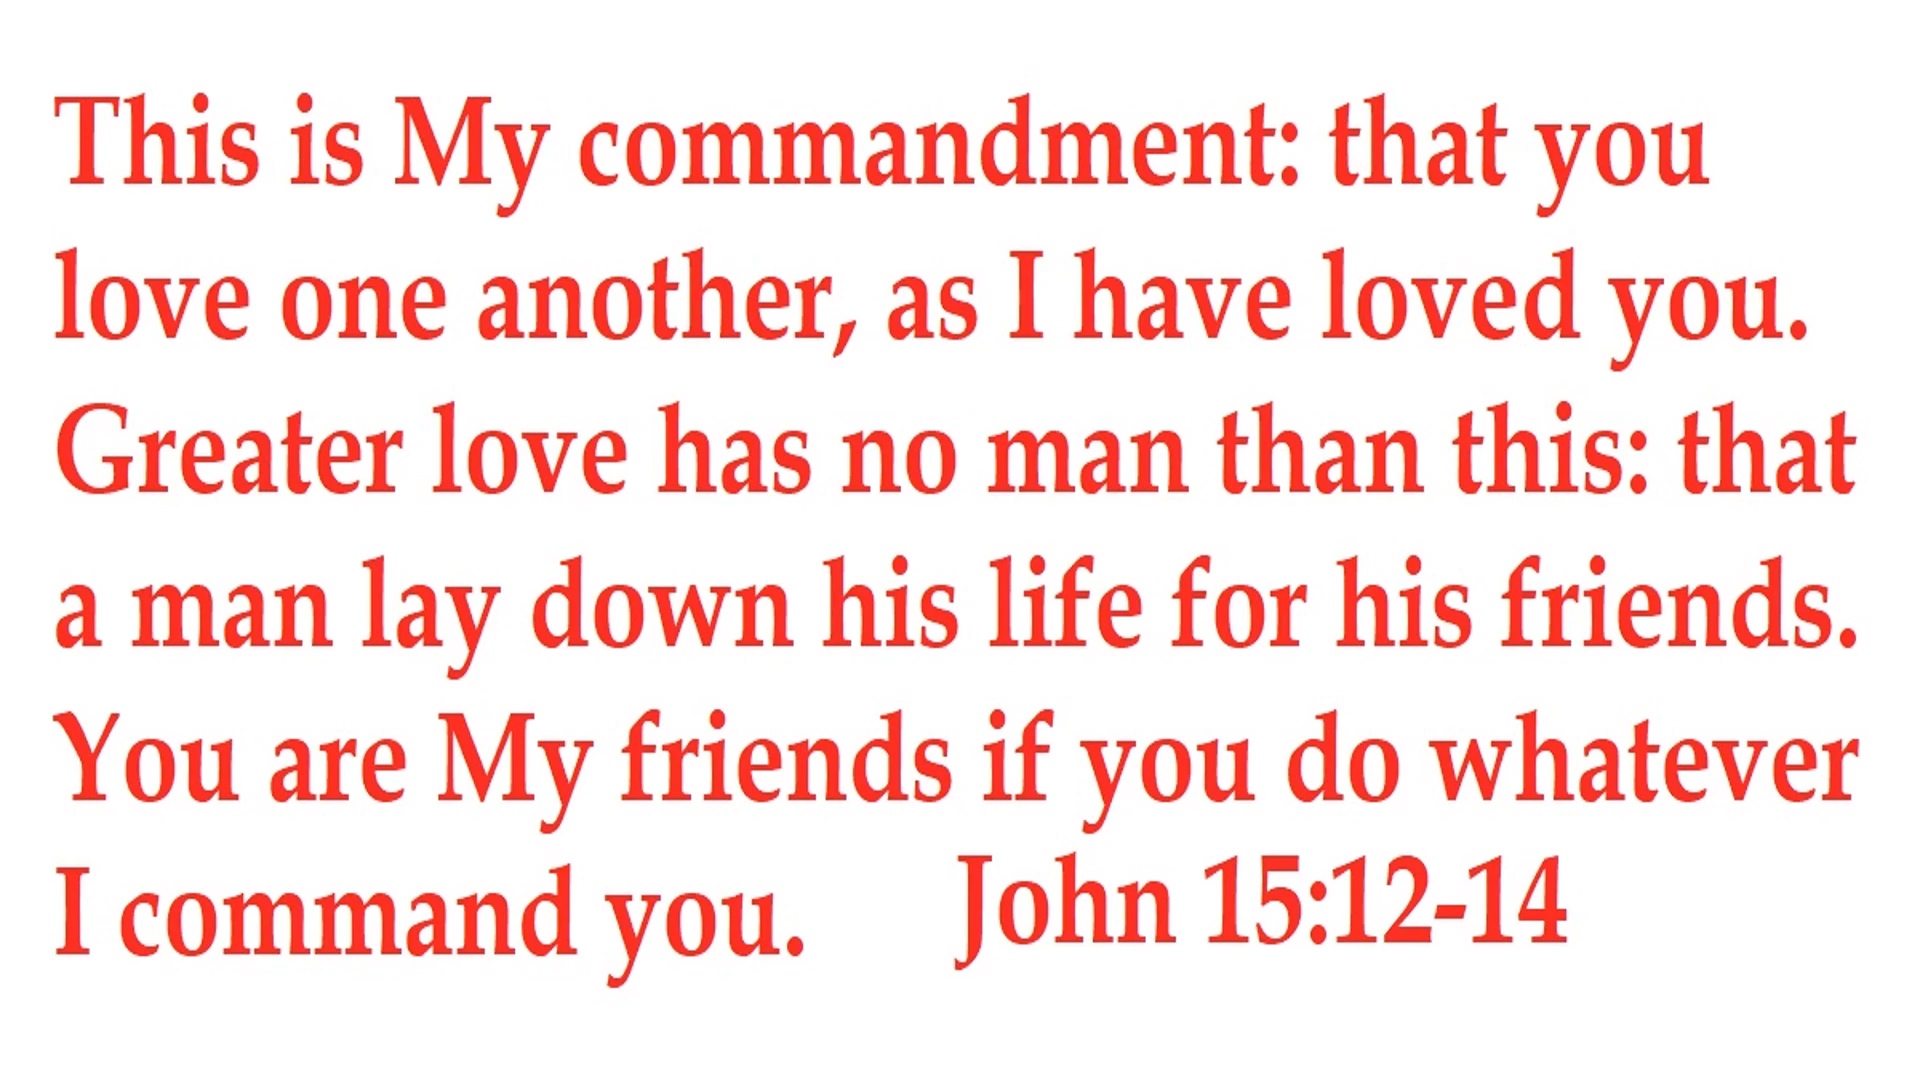 This is My commandment: that you
love one another, as I have loved you.
Greater love has no man than this: that
a man lay down his life for his friends.
You are My friends if you do whatever
I command you. John 15:12-14